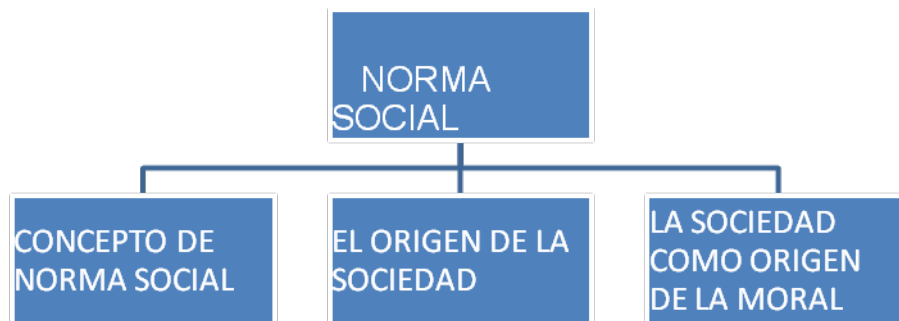 NORMA
SOCIAL
CONCEPTO DE
NORMA SOCIAL
EL ORIGEN DE LA
SOCIEDAD
LA SOCIEDAD
COMO ORIGEN
DE LA MORAL